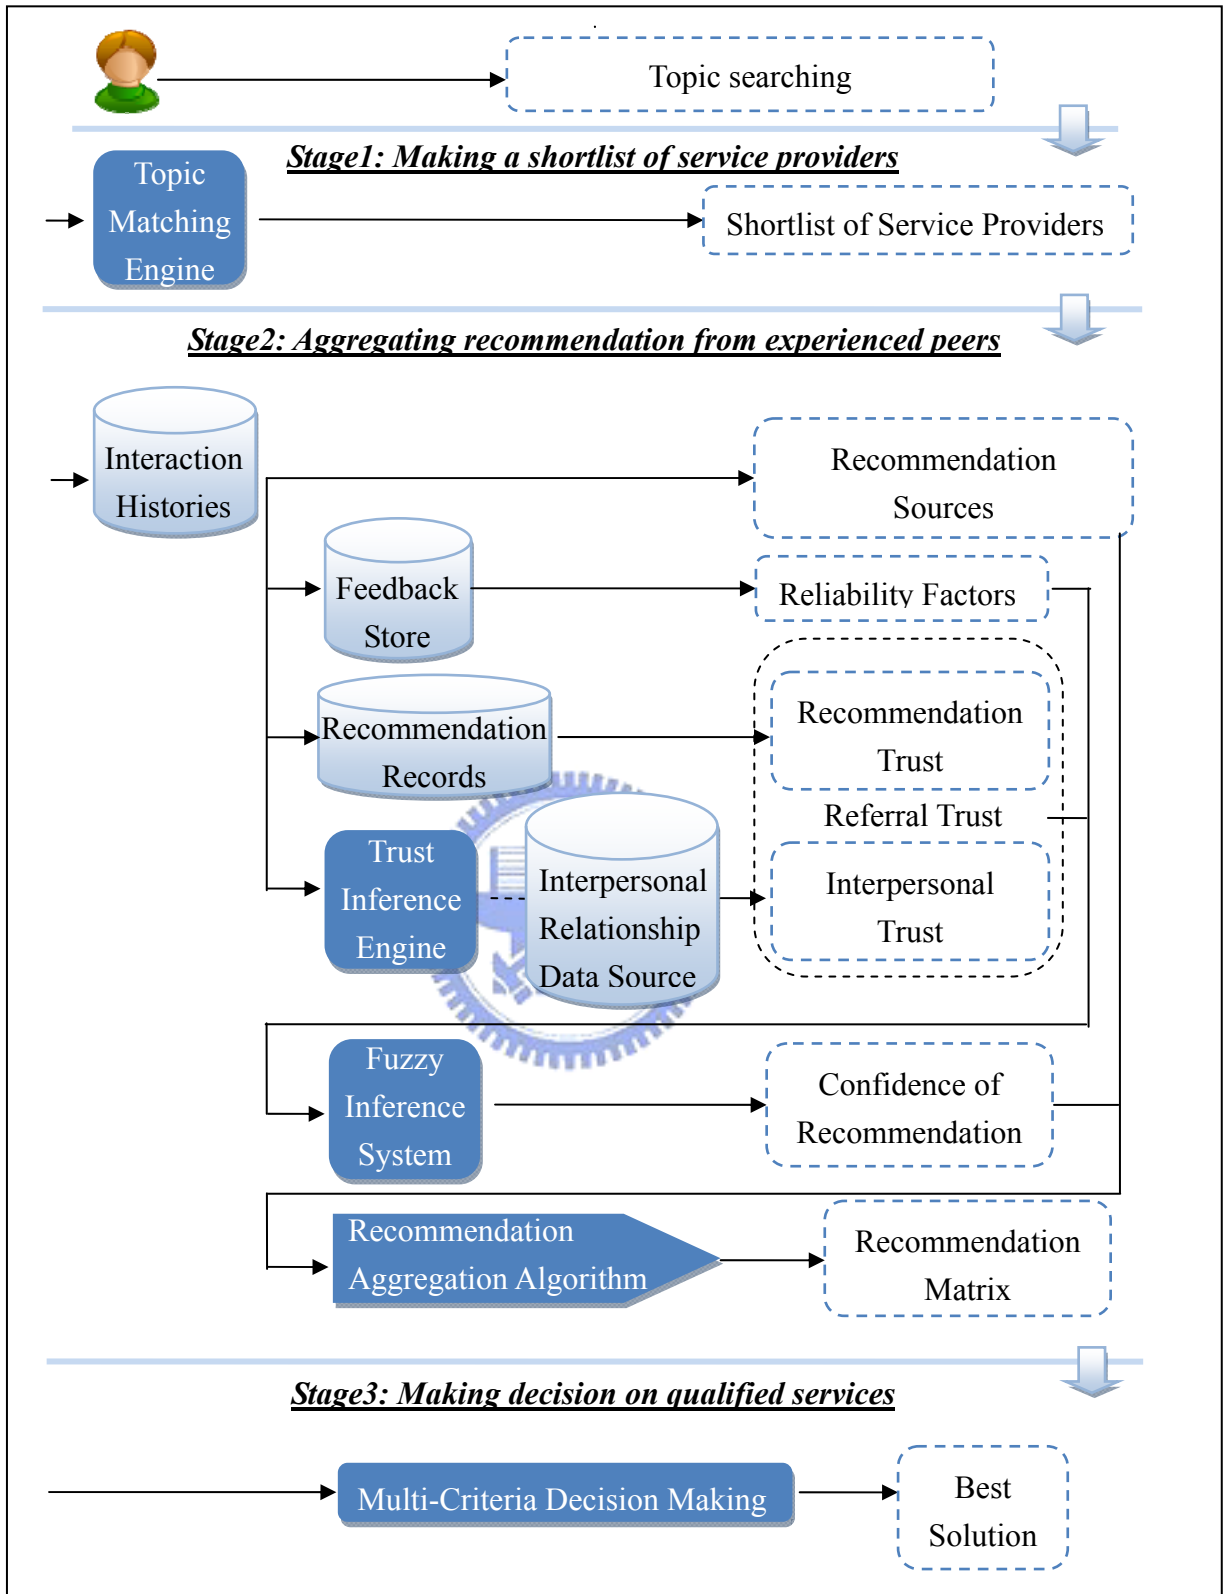 Topic searching
Stage1: Making a shortlist of service providers
Topic
Matching
Engine
Shortlist of Service Providers
Stage2: Aggregating recommendation from experienced peers
Interaction
Histories
Recommendation
Sources
Feedback
Store
Reliability Factors
Recommendation
Records
Recommendation
Trust
Referral Trust
Trust
Inference
Engine
Interpersonal
Relationship
Data Source
Interpersonal
Trust
Fuzzy
Inference
System
Confidence of
Recommendation
Recommendation
Aggregation Algorithm
Recommendation
Matrix
Stage3: Making decision on qualified services
Multi-Criteria Decision Making
Best
Solution